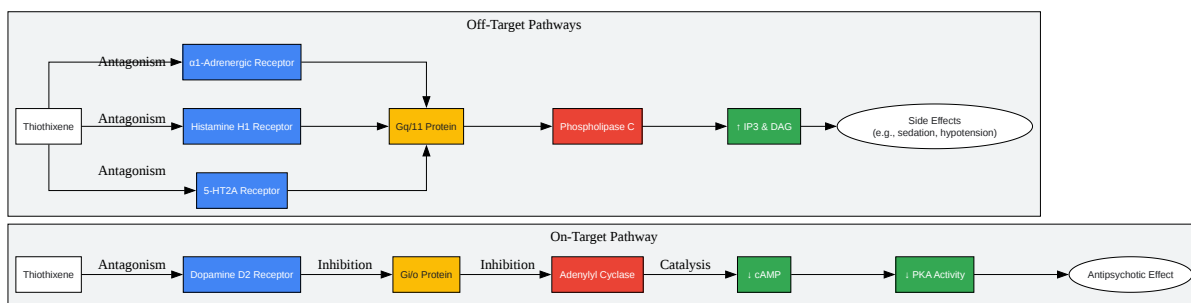 Off-Target Pathways
Antagonism
α1-Adrenergic Receptor
Thiothixene
Antagonism
Histamine H1 Receptor
Gq/11 Protein
Phospholipase C
↑ IP3 & DAG
Side Effects
(e.g., sedation, hypotension)
Antagonism
5-HT2A Receptor
On-Target Pathway
Thiothixene
Antagonism
Dopamine D2 Receptor
Inhibition
Gi/o Protein
Inhibition
Adenylyl Cyclase
Catalysis
↓ cAMP
↓ PKA Activity
Antipsychotic Effect